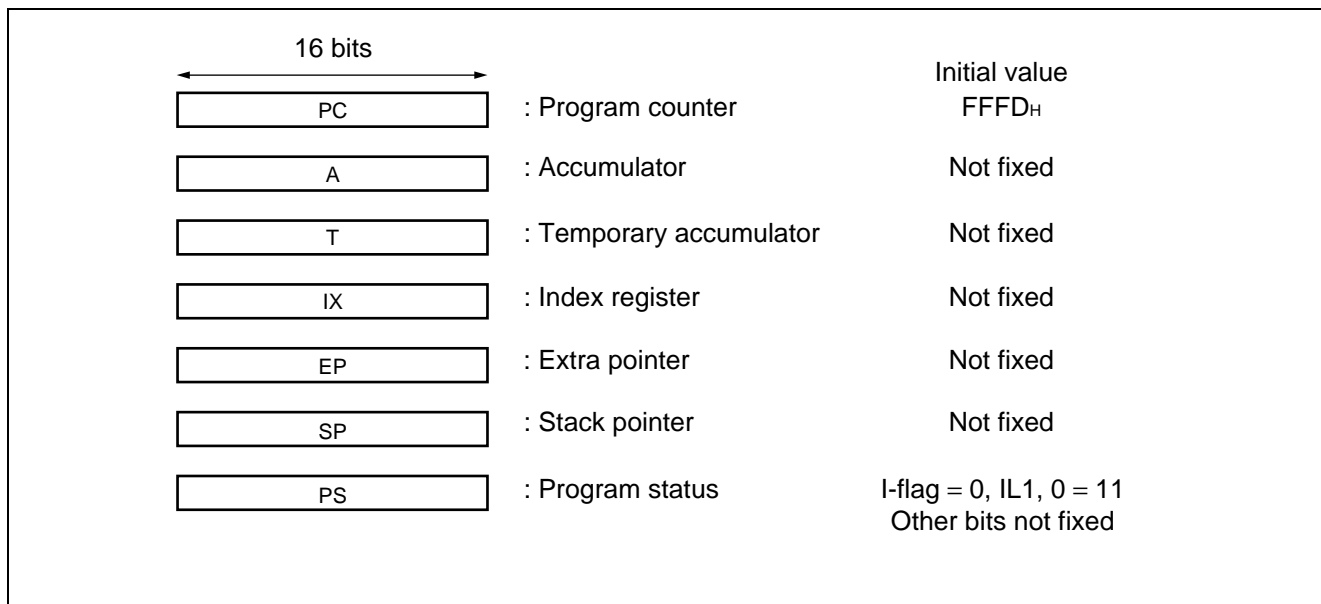 16 bits
Initial value
PC : Program counter FFFDH
A : Accumulator Not fixed
T : Temporary accumulator Not fixed
IX : Index register Not fixed
EP : Extra pointer Not fixed
SP : Stack pointer Not fixed
PS : Program status I-flag = 0, IL1, 0 = 11
Other bits not fixed